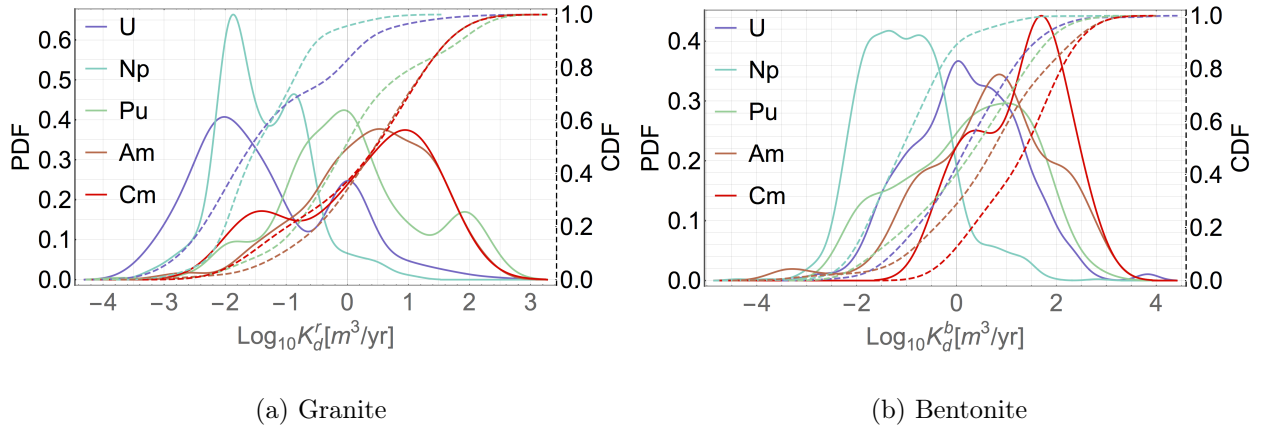 0.6
0.5
0.4
0.3
0.2
0.1
0.0
PDF
U
Np
Pu
Am
Cm
1.0
0.8
0.6
0.4
0.2
0.0
CDF
−4 −3 −2 −1 0 1 2 3
Log₁₀K_d^r[m³/yr]
(a) Granite
0.4
0.3
0.2
0.1
0.0
PDF
U
Np
Pu
Am
Cm
1.0
0.8
0.6
0.4
0.2
0.0
CDF
−4 −2 0 2 4
Log₁₀K_d^b[m³/yr]
(b) Bentonite